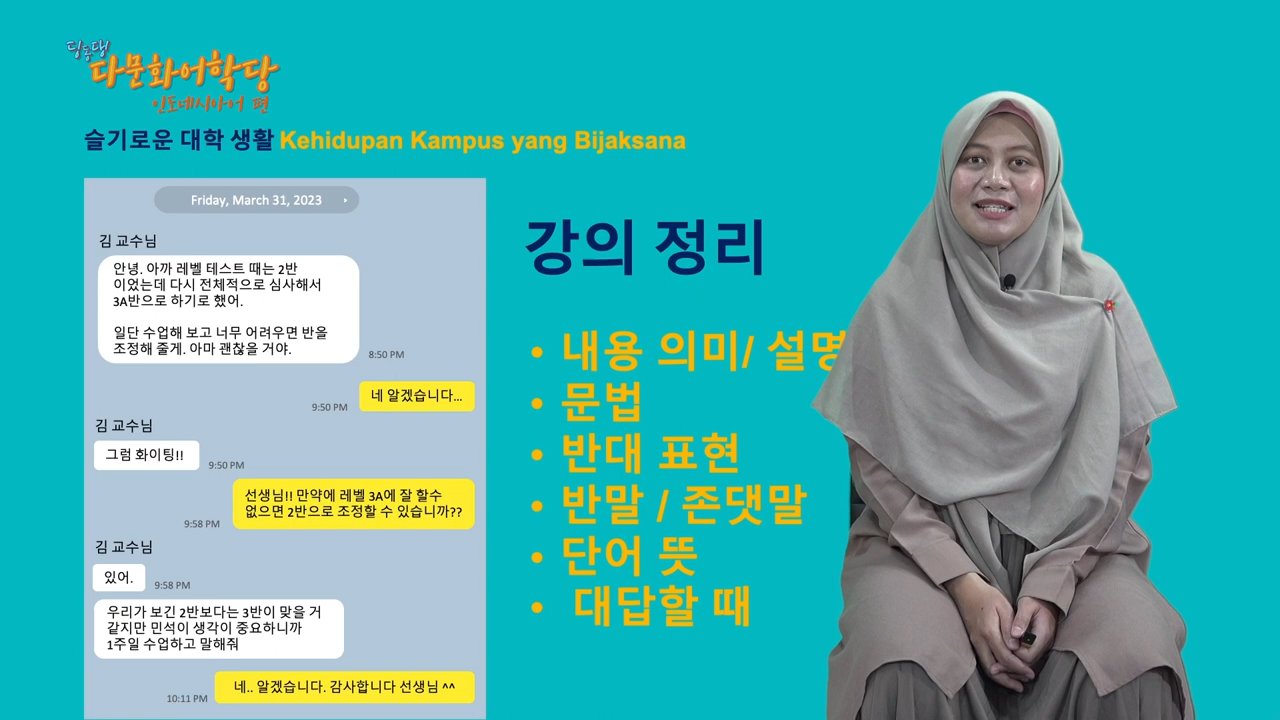 딩동댕
다문화어학당
인도네시아어 편
슬기로운 대학 생활 Kehidupan Kampus yang Bijaksana
Friday, March 31, 2023
김 교수님
안녕. 아까 레벨 테스트 때는 2반
이었는데 다시 전체적으로 심사해서
3A반으로 하기로 했어.
일단 수업해 보고 너무 어려우면 반을
조정해 줄게. 아마 괜찮을 거야.
8:50 PM
네 알겠습니다...
9:50 PM
김 교수님
그럼 화이팅!!
9:50 PM
선생님!! 만약에 레벨 3A에 잘 할수
없으면 2반으로 조정할 수 있습니까??
9:58 PM
김 교수님
있어.
9:58 PM
우리가 보긴 2반보다는 3반이 맞을 거
같지만 민석이 생각이 중요하니까
1주일 수업하고 말해줘
네.. 알겠습니다. 감사합니다 선생님 ^^
10:11 PM
강의 정리
• 내용 의미/ 설명
• 문법
• 반대 표현
• 반말 / 존댓말
• 단어 뜻
• 대답할 때